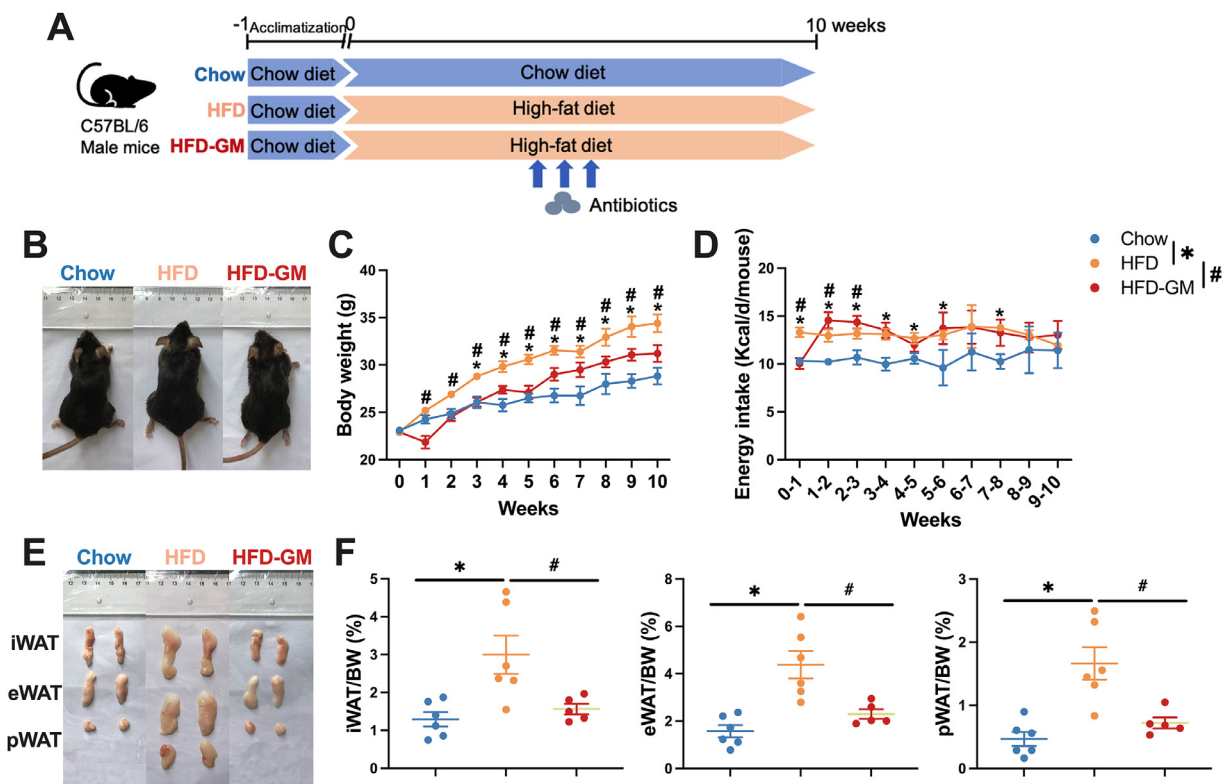 A
-1 Acclimatization 0 10 weeks
Chow Chow diet Chow diet
HFD Chow diet High-fat diet
HFD-GM Chow diet High-fat diet
C57BL/6
Male mice
Antibiotics
B
Chow HFD HFD-GM
C
Body weight (g)
40
35
30
25
20
# # # # # # # # # #
* * * * * * * *
0 1 2 3 4 5 6 7 8 9 10
Weeks
D
Energy intake (Kcal/d/mouse)
20
15
10
5
0
# # #
* * * * * * *
0-1 1-2 2-3 3-4 4-5 5-6 6-7 7-8 8-9 9-10
Weeks
Chow
HFD
HFD-GM
*
#
E
Chow HFD HFD-GM
iWAT
eWAT
pWAT
F
iWAT/BW (%)
5
4
3
2
1
0
* #
eWAT/BW (%)
8
6
4
2
0
* #
pWAT/BW (%)
3
2
1
0
* #